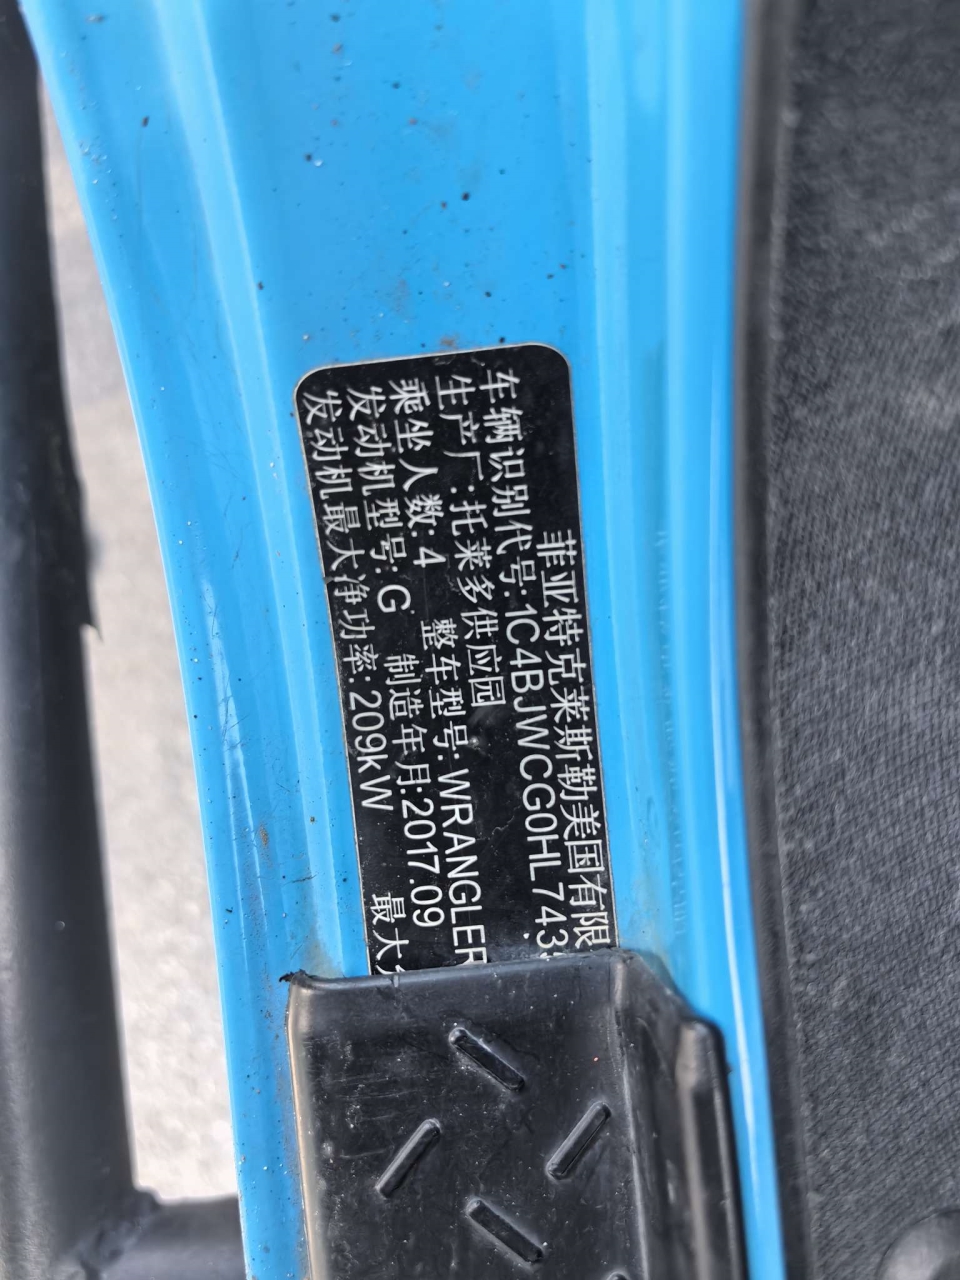 菲亚特克莱斯勒美国有限
车辆识别代号:1C4BJWCG0HL743
生产厂:托莱多供应园
乘坐人数:4 整车型号:WRANGLER
发动机型号:G 制造年月:2017.09
发动机最大净功率:209kW 最大